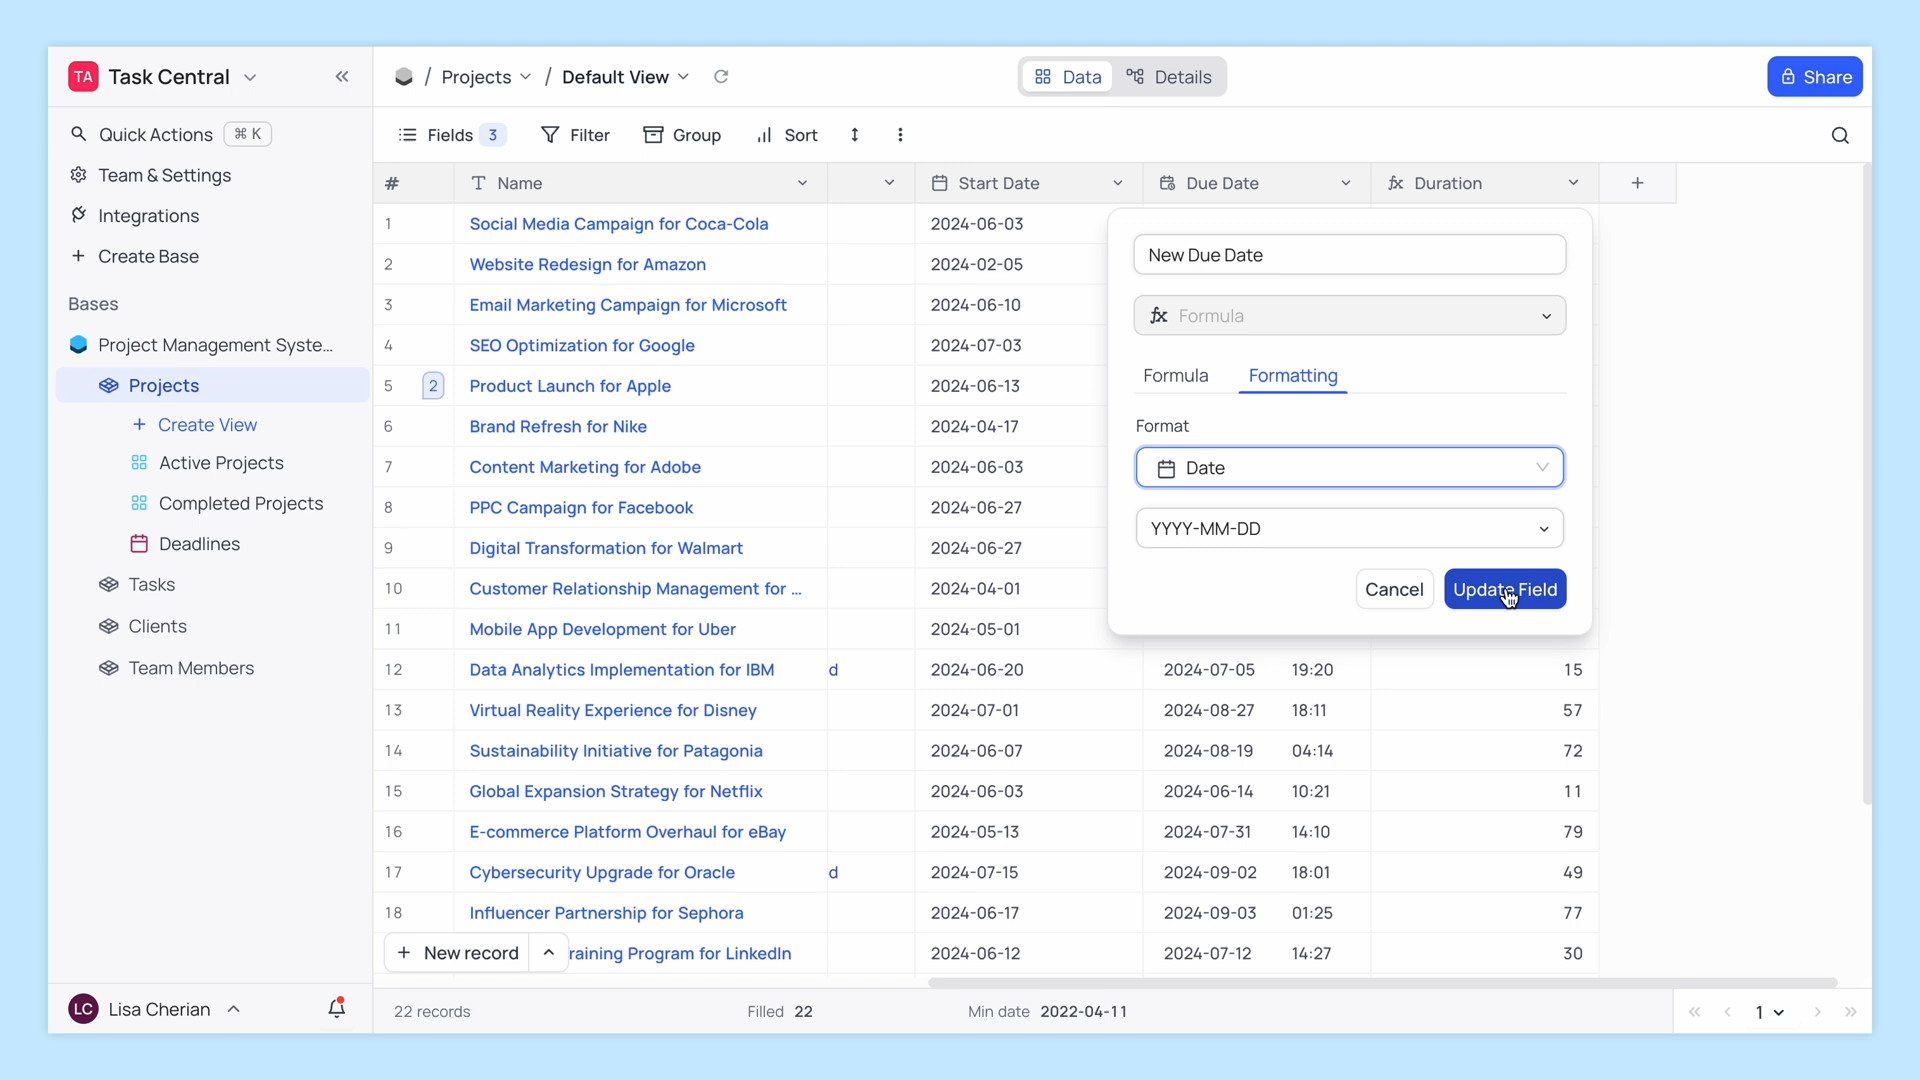 TA Task Central
/ Projects / Default View
Data Details
Share
Quick Actions ⌘ K
Team & Settings
Integrations
+ Create Base
Bases
Project Management Syste...
Projects
+ Create View
Active Projects
Completed Projects
Deadlines
Tasks
Clients
Team Members
LC Lisa Cherian
Fields 3 Filter Group Sort
# Name Start Date Due Date Duration +
1 Social Media Campaign for Coca-Cola 2024-06-03
2 Website Redesign for Amazon 2024-02-05
3 Email Marketing Campaign for Microsoft 2024-06-10
4 SEO Optimization for Google 2024-07-03
5 2 Product Launch for Apple 2024-06-13
6 Brand Refresh for Nike 2024-04-17
7 Content Marketing for Adobe 2024-06-03
8 PPC Campaign for Facebook 2024-06-27
9 Digital Transformation for Walmart 2024-06-27
10 Customer Relationship Management for ... 2024-04-01
11 Mobile App Development for Uber 2024-05-01
12 Data Analytics Implementation for IBM d 2024-06-20 2024-07-05 19:20 15
13 Virtual Reality Experience for Disney 2024-07-01 2024-08-27 18:11 57
14 Sustainability Initiative for Patagonia 2024-06-07 2024-08-19 04:14 72
15 Global Expansion Strategy for Netflix 2024-06-03 2024-06-14 10:21 11
16 E-commerce Platform Overhaul for eBay 2024-05-13 2024-07-31 14:10 79
17 Cybersecurity Upgrade for Oracle d 2024-07-15 2024-09-02 18:01 49
18 Influencer Partnership for Sephora 2024-06-17 2024-09-03 01:25 77
+ New record raining Program for LinkedIn 2024-06-12 2024-07-12 14:27 30
22 records Filled 22 Min date 2022-04-11 1
New Due Date
Formula
Formula Formatting
Format
Date
YYYY-MM-DD
Cancel Update Field